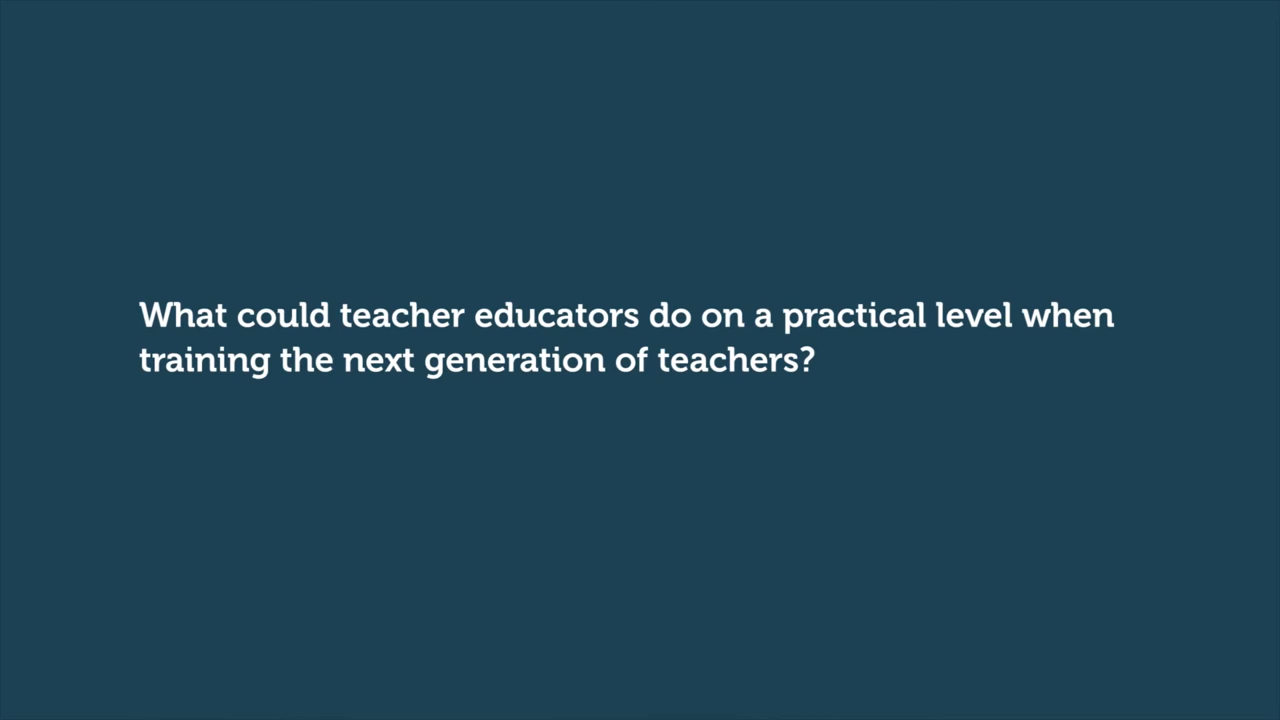 What could teacher educators do on a practical level when
training the next generation of teachers?